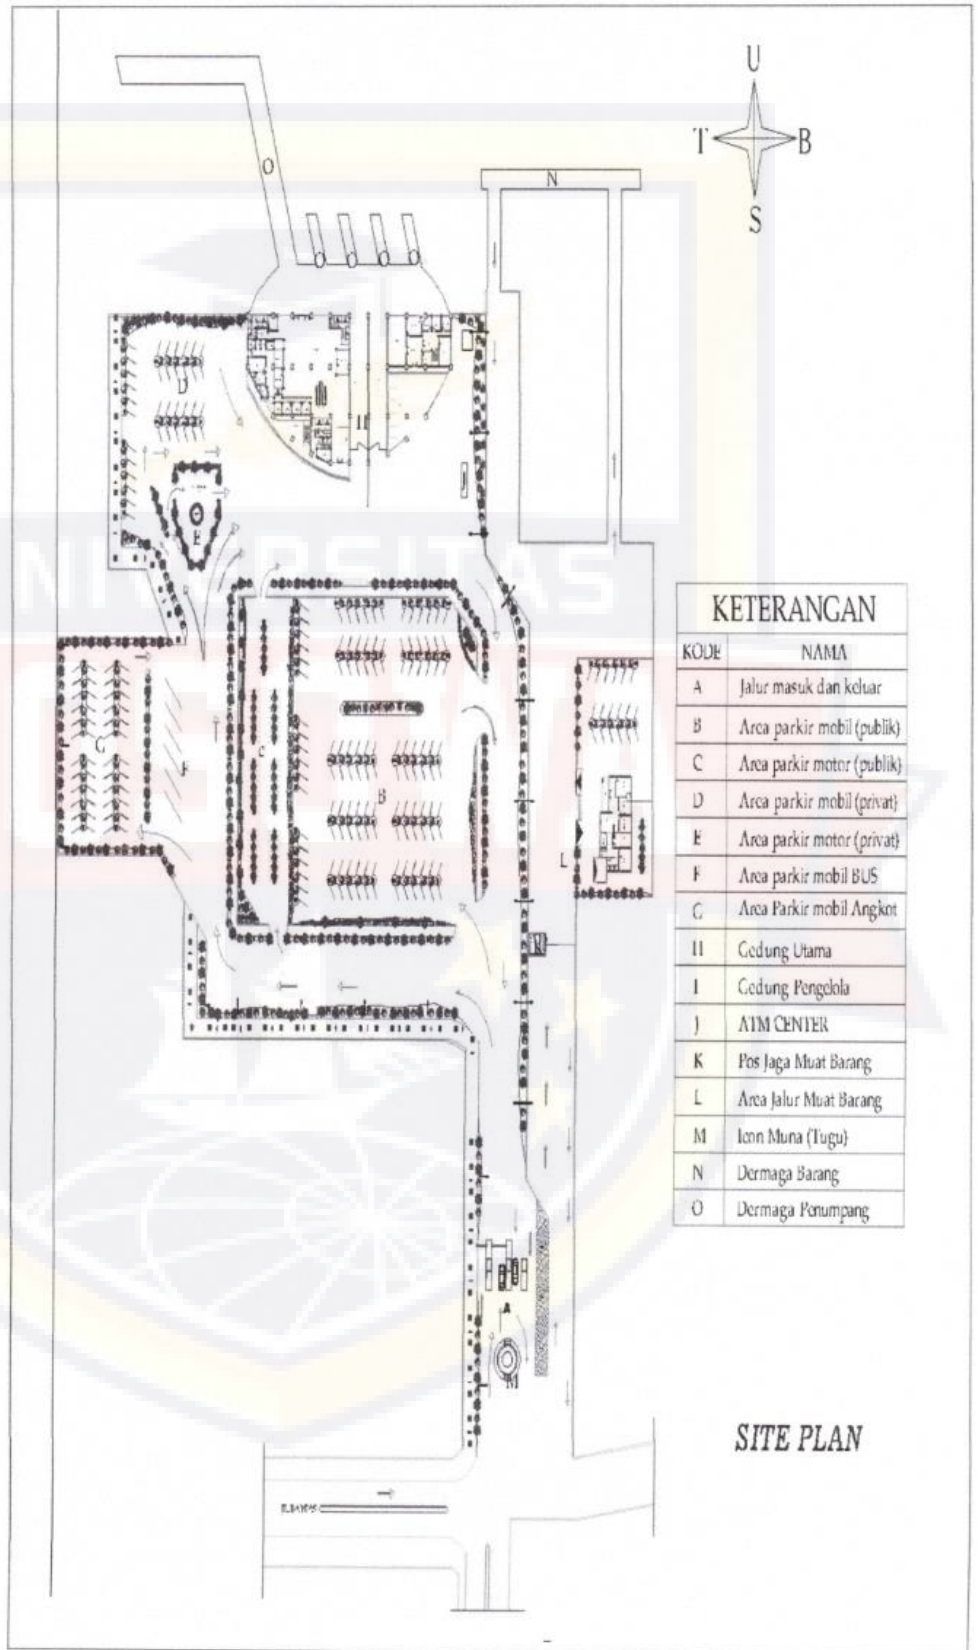 U
T B
S
O
N
D
H
E
G
F
C
B
L
A
M
UNIVERSITAS
BOSOWA
KETERANGAN
KODE NAMA
A Jalur masuk dan keluar
B Area parkir mobil (publik)
C Area parkir motor (publik)
D Area parkir mobil (privat)
E Area parkir motor (privat)
F Area parkir mobil BUS
G Area Parkir mobil Angkot
H Gedung Utama
I Gedung Pengelola
J ATM CENTER
K Pos Jaga Muat Barang
L Area Jalur Muat Barang
M Icon Muna (Tugu)
N Dermaga Barang
O Dermaga Penumpang
SITE PLAN